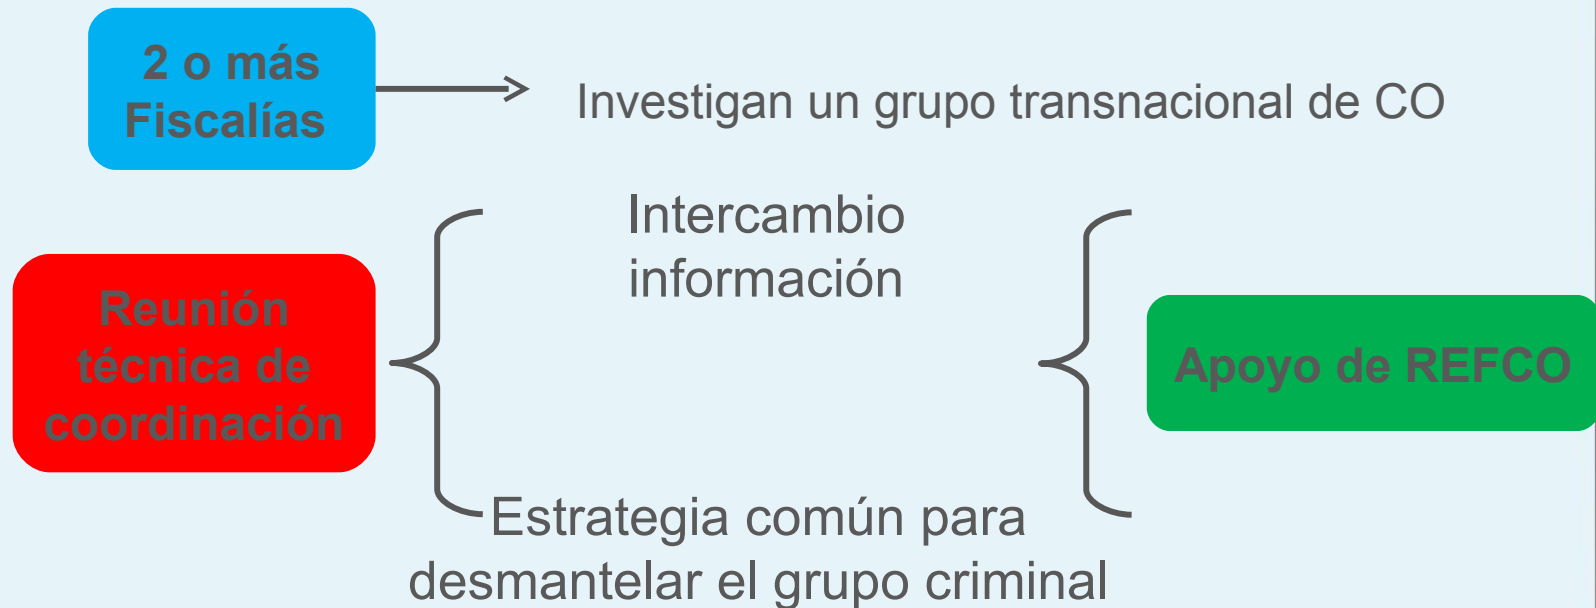 2 o más
Fiscalías
Investigan un grupo transnacional de CO
Intercambio
información
Reunión
técnica de
coordinación
Apoyo de REFCO
Estrategia común para
desmantelar el grupo criminal